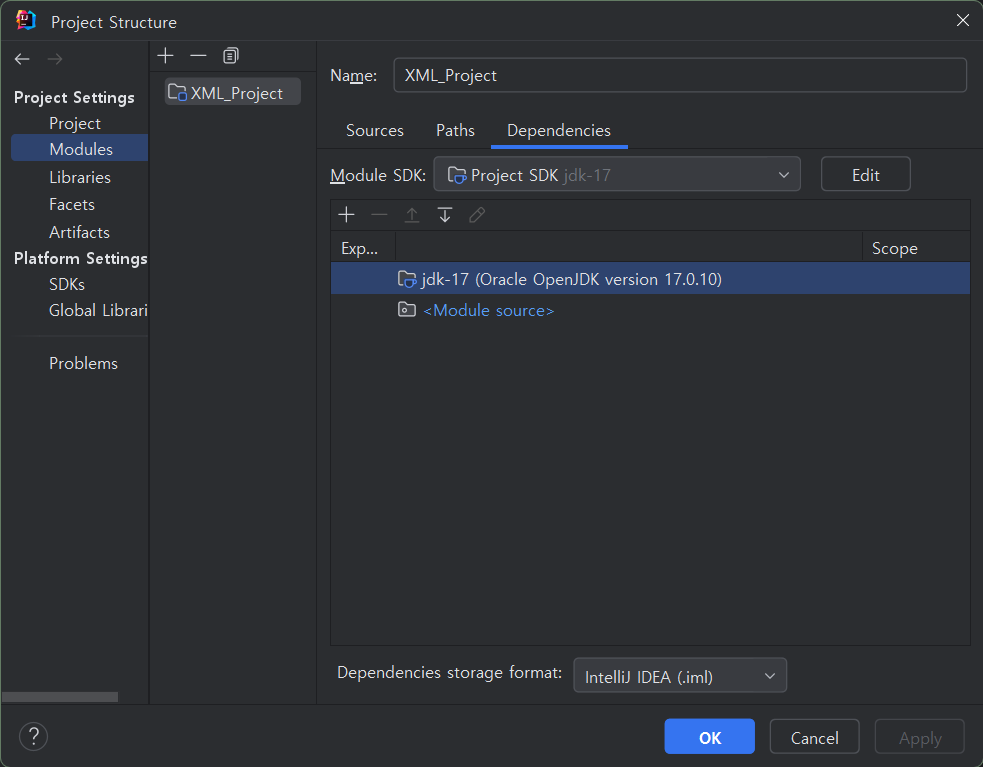 Project Structure
Project Settings
Project
Modules
Libraries
Facets
Artifacts
Platform Settings
SDKs
Global Librari
Problems
XML_Project
Name: XML_Project
Sources Paths Dependencies
Module SDK: Project SDK jdk-17 Edit
Exp... Scope
jdk-17 (Oracle OpenJDK version 17.0.10)
<Module source>
Dependencies storage format: IntelliJ IDEA (.iml)
? OK Cancel Apply